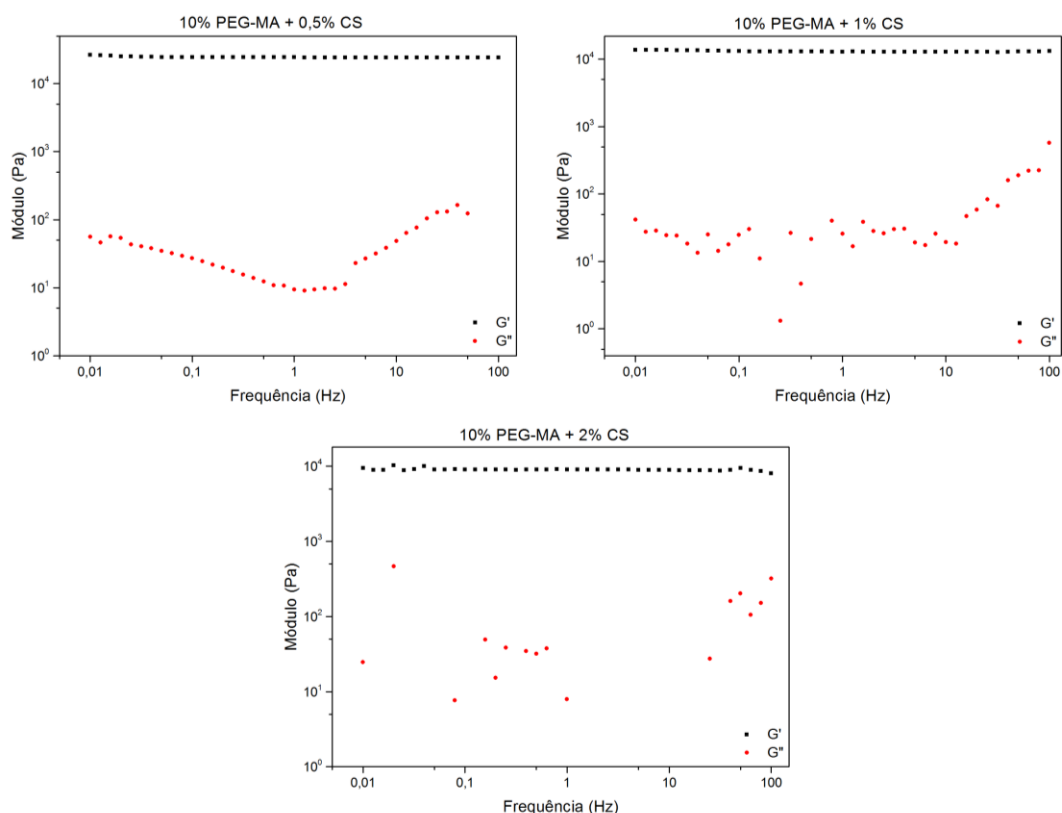 10% PEG-MA + 0,5% CS
Módulo (Pa)
10⁴
10³
10²
10¹
10⁰
0,01 0,1 1 10 100
Frequência (Hz)
G'
G"
10% PEG-MA + 1% CS
Módulo (Pa)
10⁴
10³
10²
10¹
10⁰
0,01 0,1 1 10 100
Frequência (Hz)
G'
G"
10% PEG-MA + 2% CS
Módulo (Pa)
10⁴
10³
10²
10¹
10⁰
0,01 0,1 1 10 100
Frequência (Hz)
G'
G"